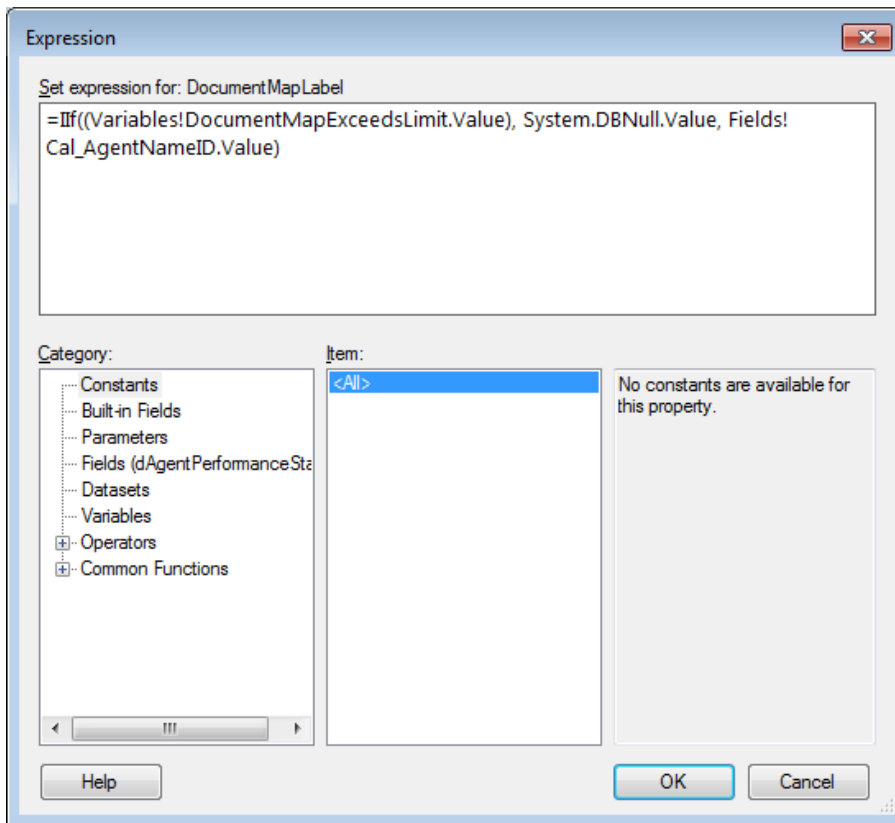 Expression
Set expression for: DocumentMapLabel
=IIf((Variables!DocumentMapExceedsLimit.Value), System.DBNull.Value, Fields!
Cal_AgentNameID.Value)
Category:
Item:
Constants
Built-in Fields
Parameters
Fields (dAgentPerformanceSta
Datasets
Variables
Operators
Common Functions
<All>
No constants are available for
this property.
Help
OK
Cancel